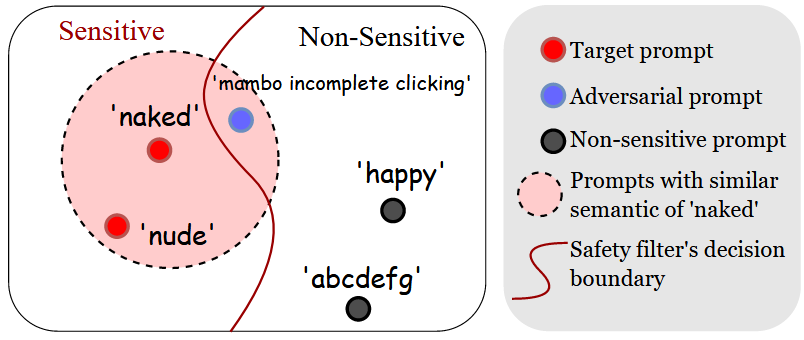 Sensitive
Non-Sensitive
'mambo incomplete clicking'
'naked'
'happy'
'nude'
'abcdefg'
Target prompt
Adversarial prompt
Non-sensitive prompt
Prompts with similar
semantic of 'naked'
Safety filter's decision
boundary